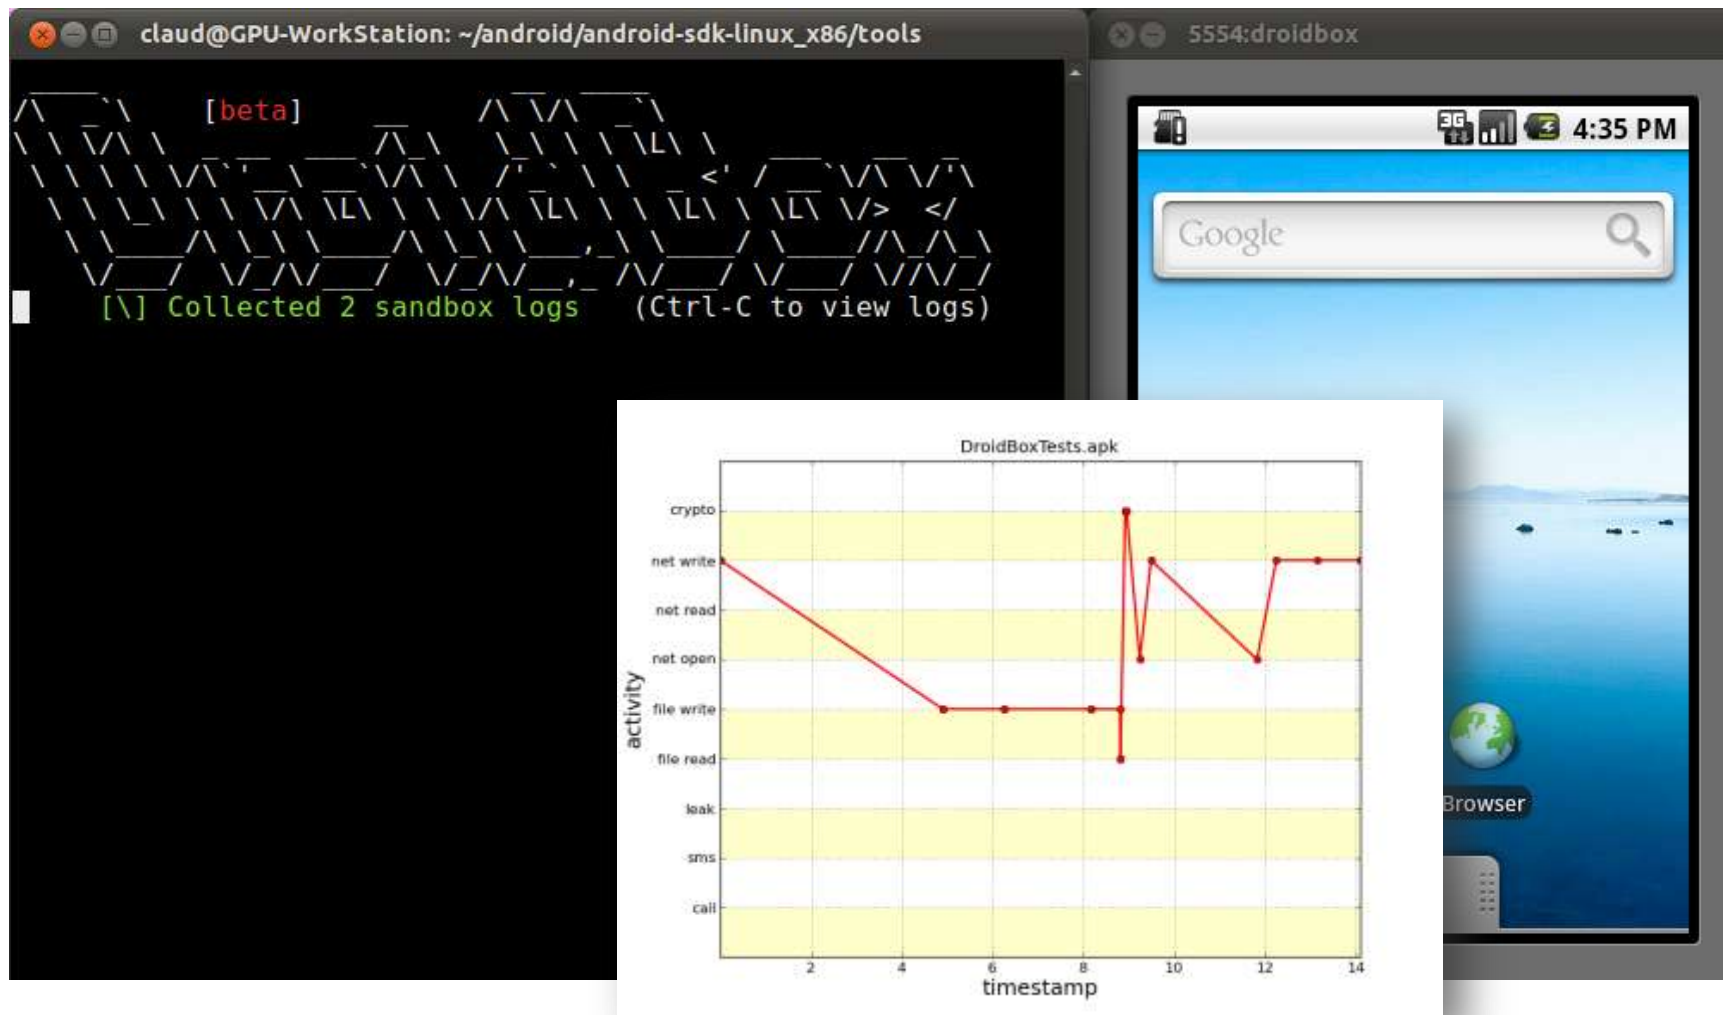 claud@GPU-WorkStation: ~/android/android-sdk-linux_x86/tools
[beta]
DroidBox
[\] Collected 2 sandbox logs (Ctrl-C to view logs)
5554:droidbox
3G 4:35 PM
Google
Browser
DroidBoxTests.apk
activity
crypto
net write
net read
net open
file write
file read
leak
sms
call
2 4 6 8 10 12 14
timestamp